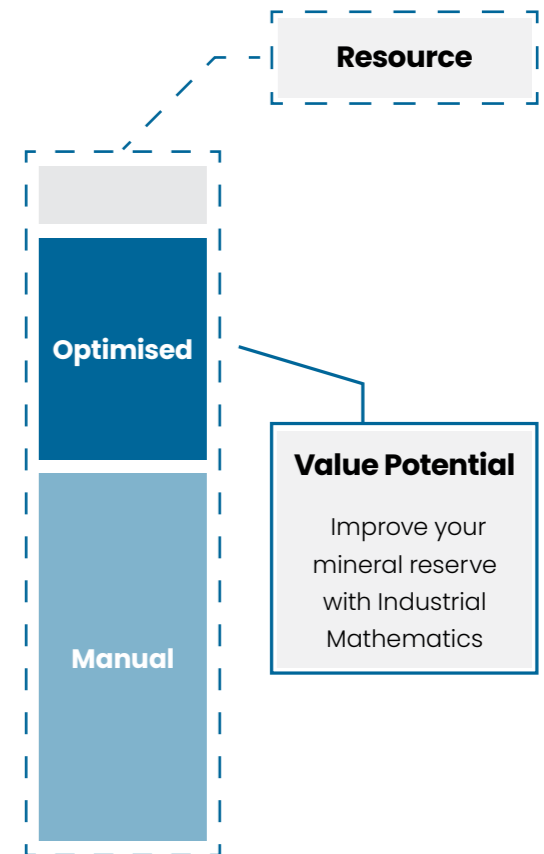 Resource
Optimised
Value Potential
Improve your
mineral reserve
with Industrial
Mathematics
Manual